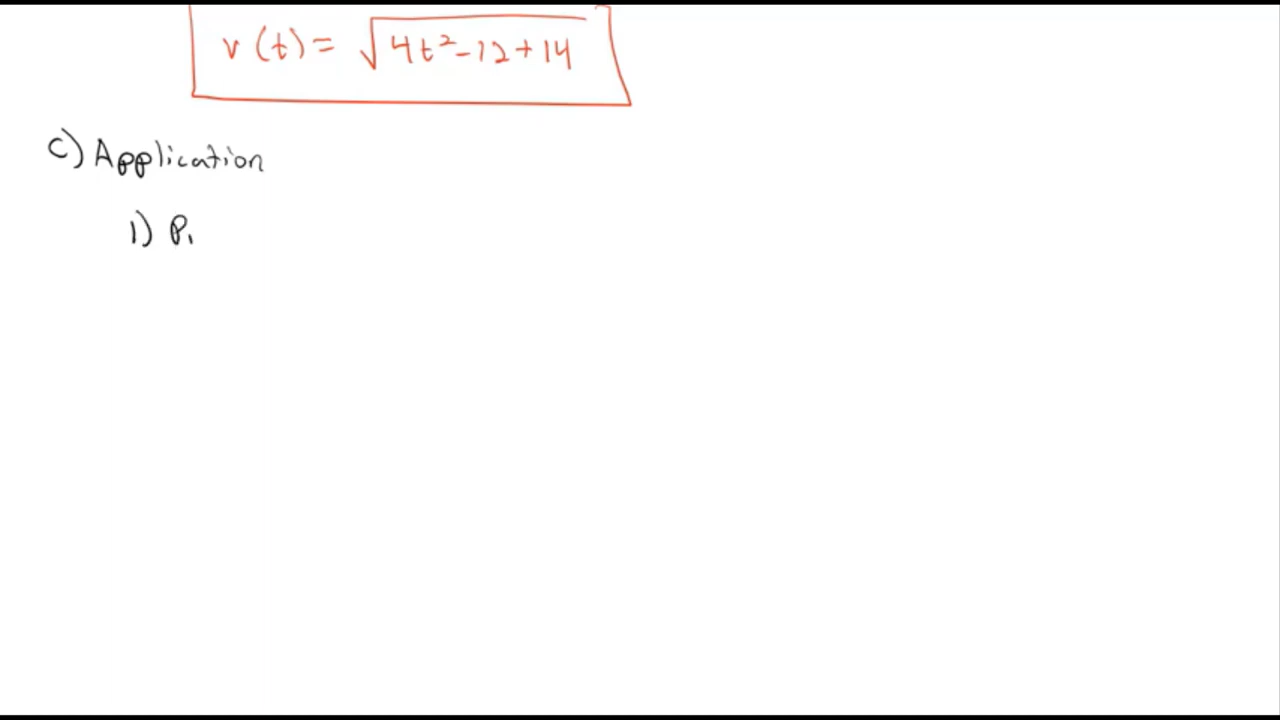 v(t) = √4t²-12+14
c) Application
1) P